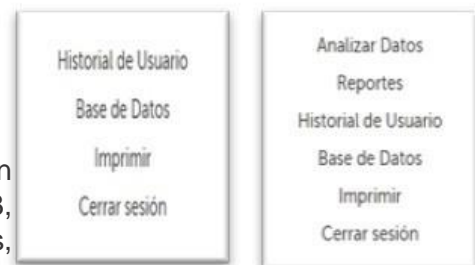 Historial de Usuario
Base de Datos
Imprimir
Cerrar sesión
Analizar Datos
Reportes
Historial de Usuario
Base de Datos
Imprimir
Cerrar sesión